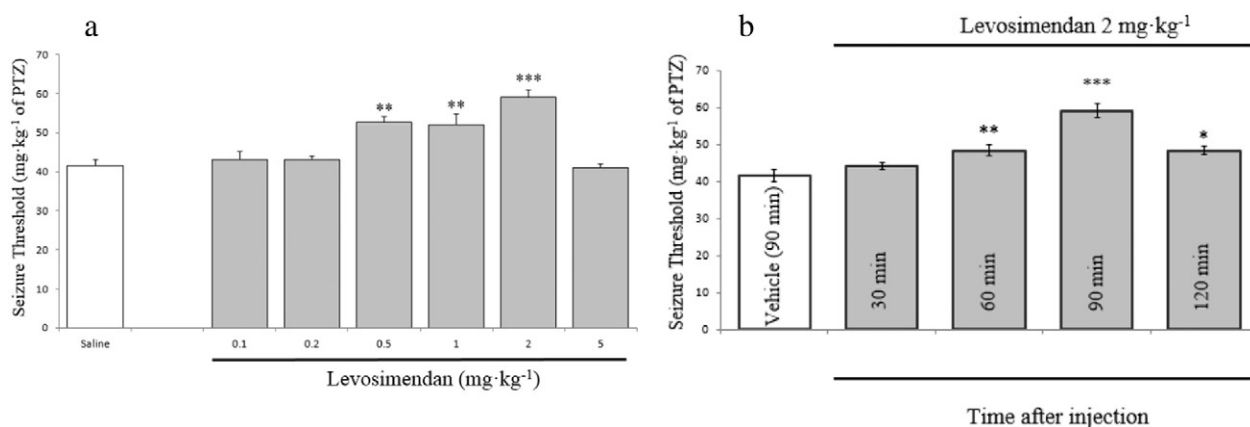 a
Seizure Threshold (mg·kg⁻¹ of PTZ)
70
60
50
40
30
20
10
0
**
**
***
Saline
0.1
0.2
0.5
1
2
5
Levosimendan (mg·kg⁻¹)
b
Levosimendan 2 mg·kg⁻¹
Seizure Threshold (mg·kg⁻¹ of PTZ)
70
60
50
40
30
20
10
0
**
***
*
Vehicle (90 min)
30 min
60 min
90 min
120 min
Time after injection